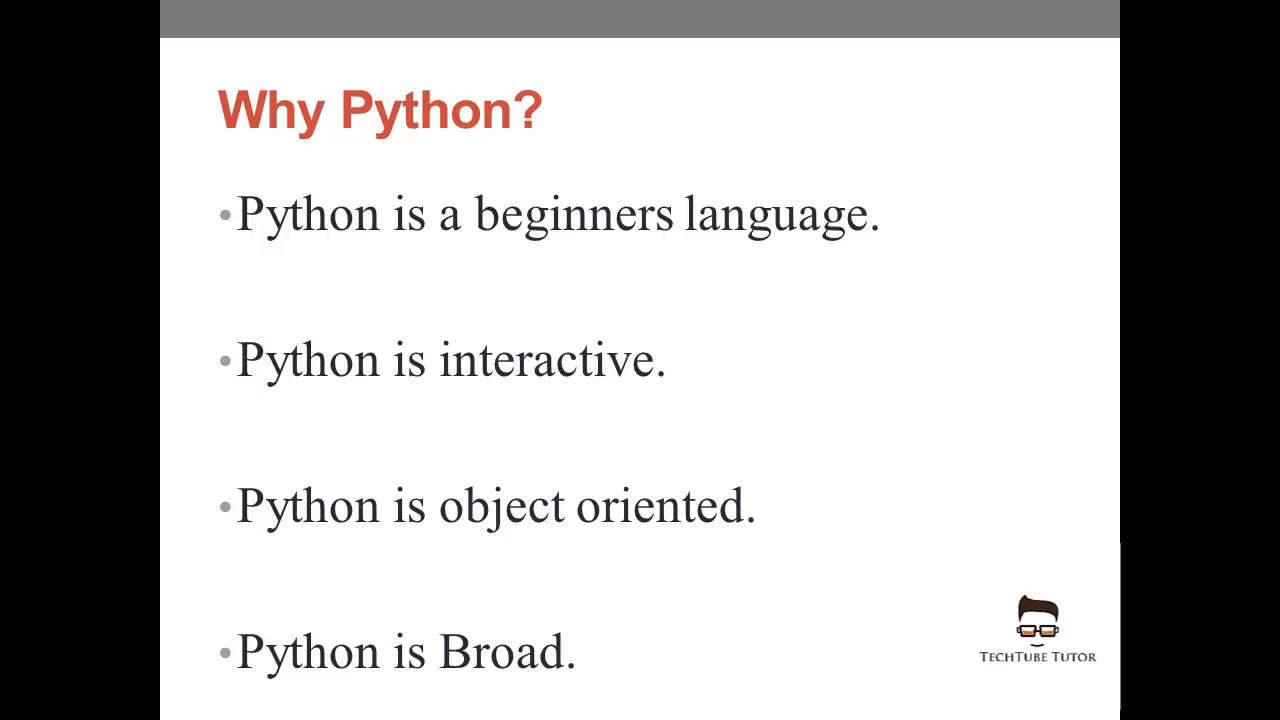 Why Python?
•Python is a beginners language.
•Python is interactive.
•Python is object oriented.
•Python is Broad.
TECHTUBE TUTOR